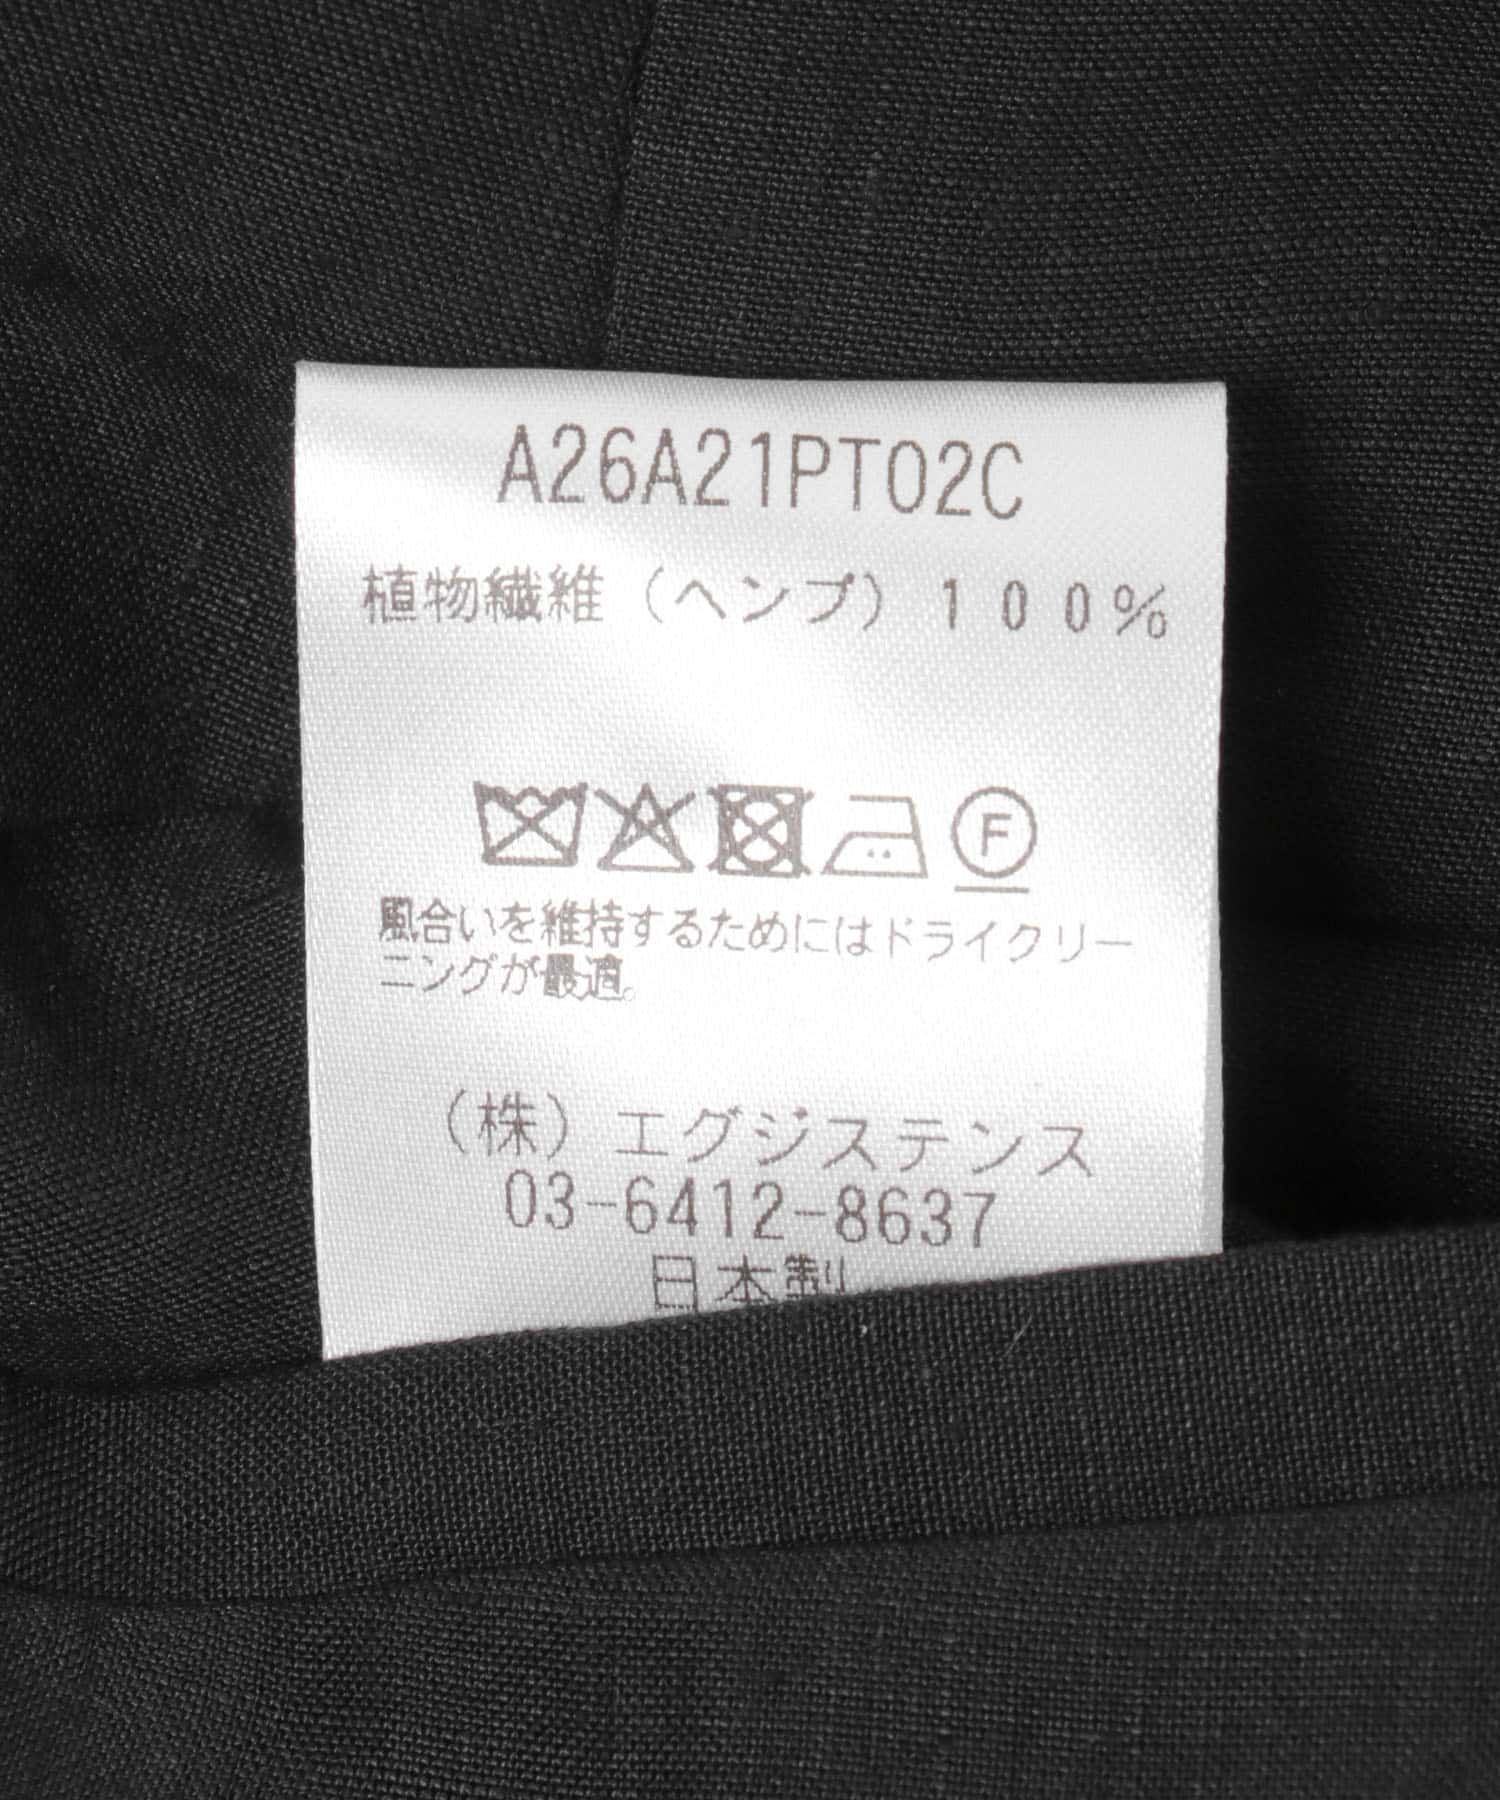 A26A21PT02C
植物繊維（ヘンプ）１００％
F
風合いを維持するためにはドライクリー
ニングが最適。
（株）エグジステンス
03-6412-8637
日本製